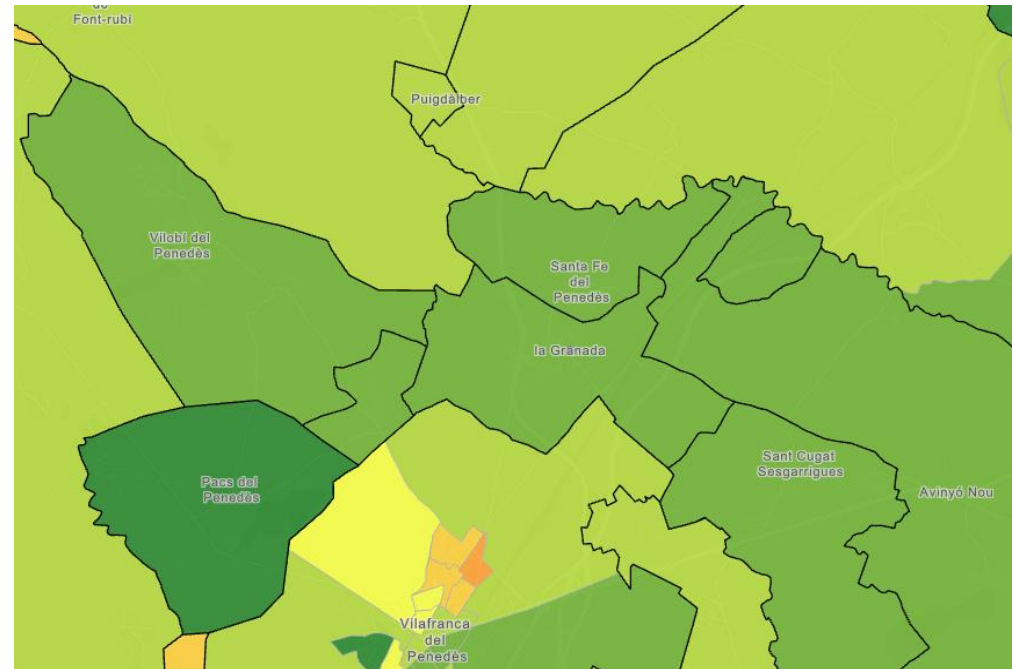 de
Font-rubí
Puigdàlber
Vilobí del
Penedès
Santa Fe
del
Penedès
la Granada
Pacs del
Penedès
Sant Cugat
Sesgarrigues
Avinyó Nou
Vilafranca
del
Penedès